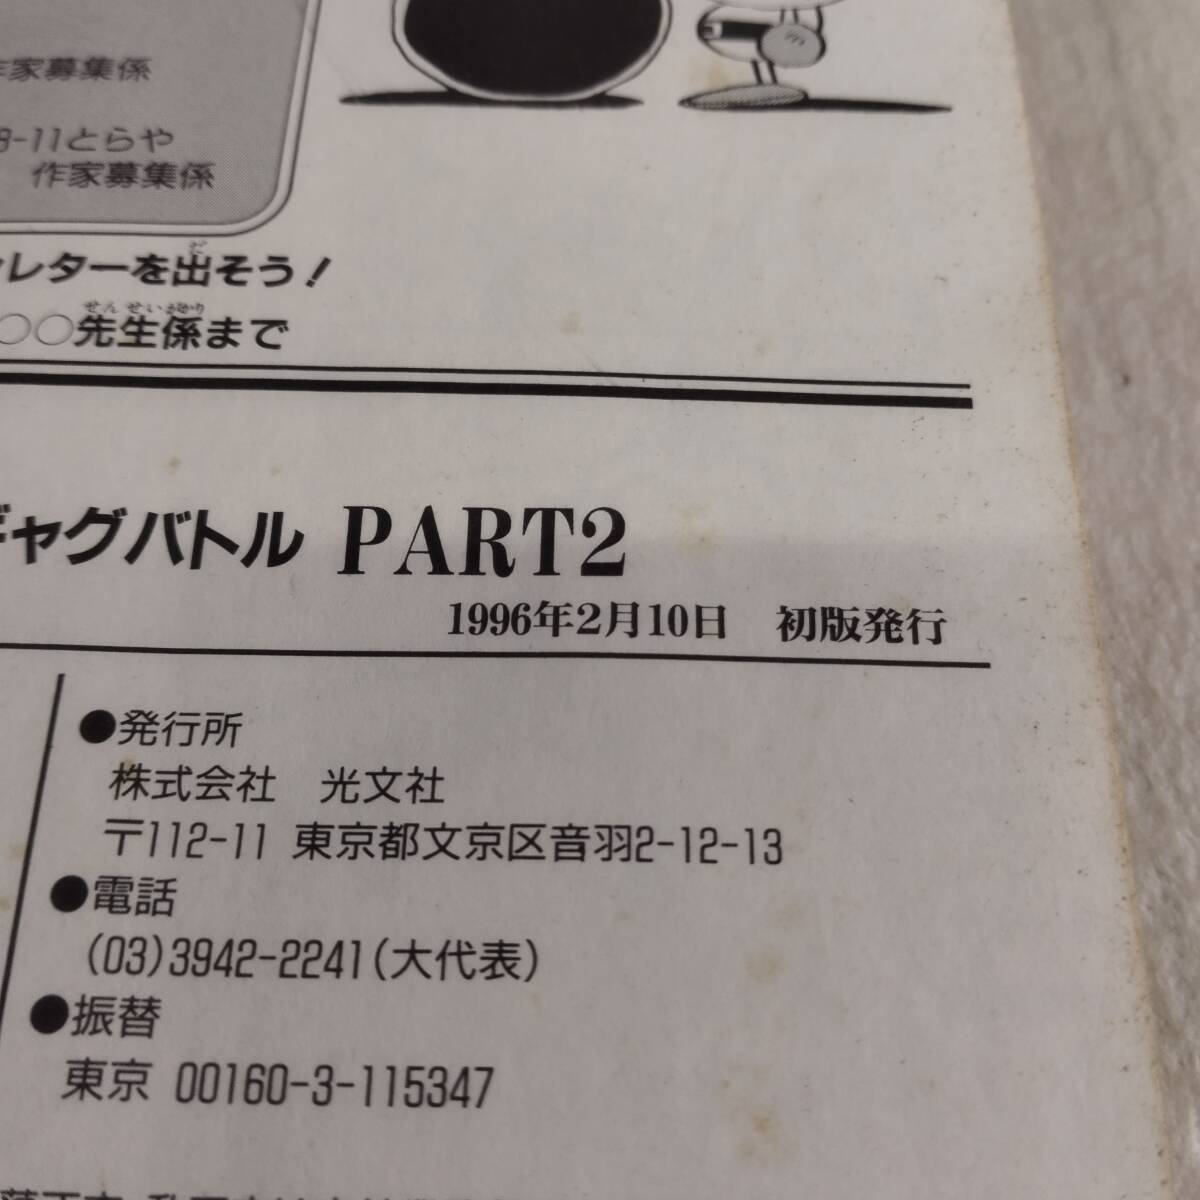 作家募集係
8-11とらや
作家募集係
ンレターを出そう!
○○先生係まで
ギャグバトル PART2
1996年2月10日 初版発行
●発行所
株式会社 光文社
〒112-11 東京都文京区音羽2-12-13
●電話
(03)3942-2241(大代表)
●振替
東京 00160-3-115347